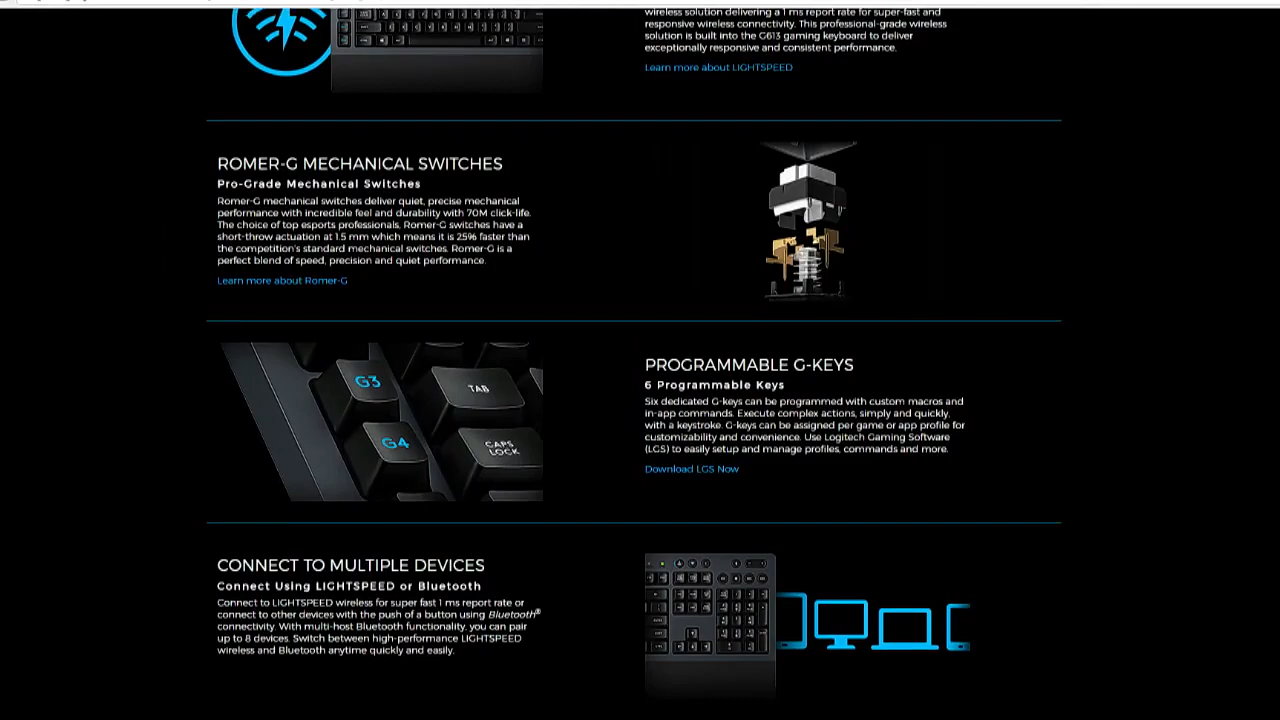 wireless solution delivering a 1 ms report rate for super-fast and
responsive wireless connectivity. This professional-grade wireless
solution is built into the G613 gaming keyboard to deliver
exceptionally responsive and consistent performance.
Learn more about LIGHTSPEED
ROMER-G MECHANICAL SWITCHES
Pro-Grade Mechanical Switches
Romer-G mechanical switches deliver quiet, precise mechanical
performance with incredible feel and durability with 70M click-life.
The choice of top esports professionals, Romer-G switches have a
short-throw actuation at 1.5 mm which means it is 25% faster than
the competition's standard mechanical switches. Romer-G is a
perfect blend of speed, precision and quiet performance.
Learn more about Romer-G
G3
TAB
G4
CAPS
LOCK
PROGRAMMABLE G-KEYS
6 Programmable Keys
Six dedicated G-keys can be programmed with custom macros and
in-app commands. Execute complex actions, simply and quickly,
with a keystroke. G-keys can be assigned per game or app profile for
customizability and convenience. Use Logitech Gaming Software
(LGS) to easily setup and manage profiles, commands and more.
Download LGS Now
CONNECT TO MULTIPLE DEVICES
Connect Using LIGHTSPEED or Bluetooth
Connect to LIGHTSPEED wireless for super fast 1 ms report rate or
connect to other devices with the push of a button using Bluetooth®
connectivity. With multi-host Bluetooth functionality, you can pair
up to 8 devices. Switch between high-performance LIGHTSPEED
wireless and Bluetooth anytime quickly and easily.